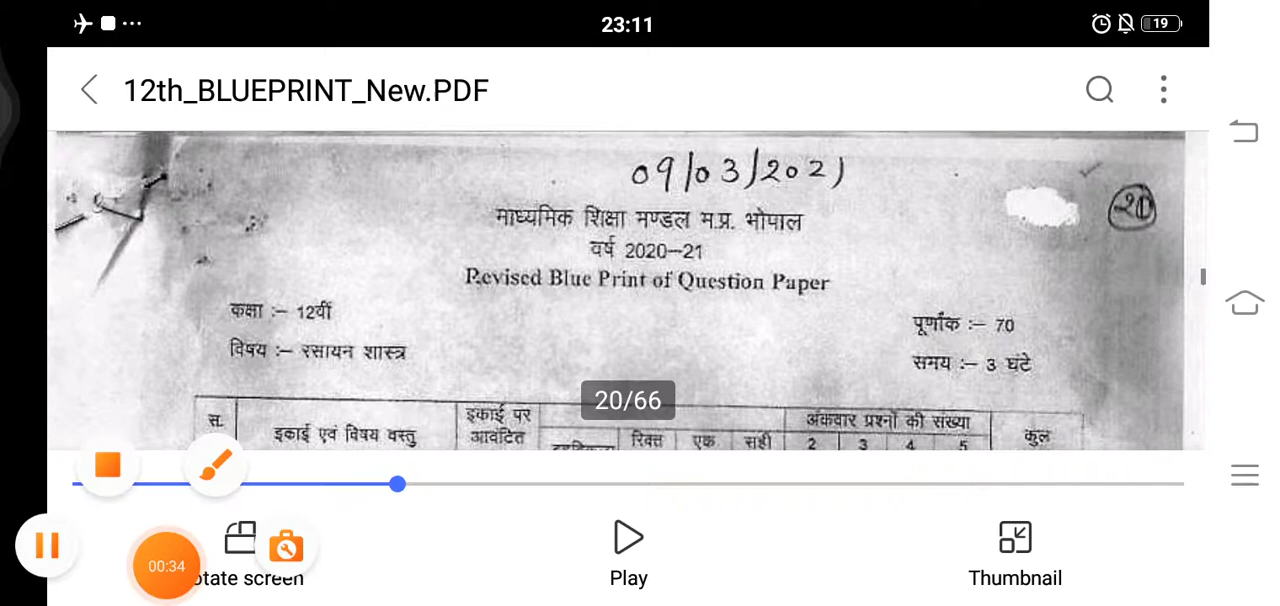 23:11
19
12th_BLUEPRINT_New.PDF
09/03/2021
20
माध्यमिक शिक्षा मण्डल म.प्र. भोपाल
वर्ष 2020-21
Revised Blue Print of Question Paper
कक्षा :- 12वीं
पूर्णांक :- 70
विषय :- रसायन शास्त्र
समय :- 3 घंटे
20/66
स. इकाई एवं विषय वस्तु इकाई पर आवंटित रिक्त एक सही अंकवार प्रश्नों की संख्या कुल
2 3 4 5
00:34
otate screen
Play
Thumbnail